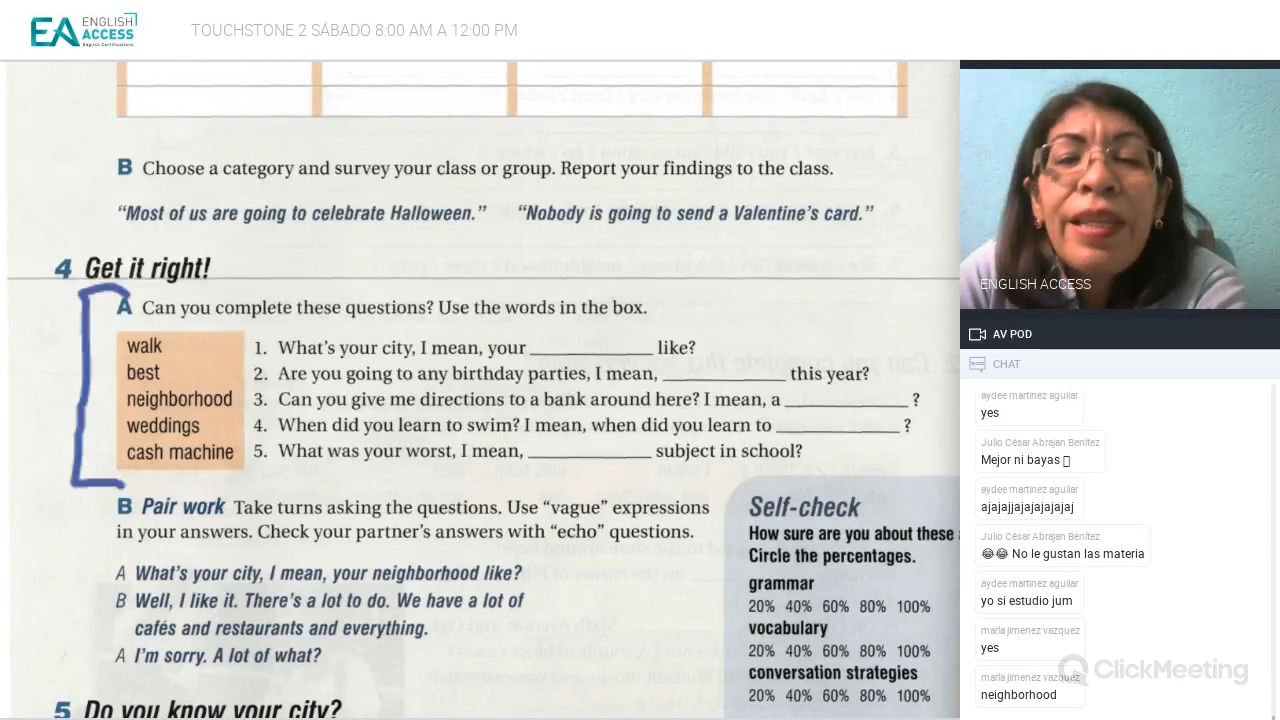 EA ENGLISH ACCESS
English Certifications
TOUCHSTONE 2 SÁBADO 8:00 AM A 12:00 PM
B Choose a category and survey your class or group. Report your findings to the class.
“Most of us are going to celebrate Halloween.” “Nobody is going to send a Valentine’s card.”
4 Get it right!
A Can you complete these questions? Use the words in the box.
walk
best
neighborhood
weddings
cash machine
1. What’s your city, I mean, your ____________ like?
2. Are you going to any birthday parties, I mean, ____________ this year?
3. Can you give me directions to a bank around here? I mean, a ____________ ?
4. When did you learn to swim? I mean, when did you learn to ____________ ?
5. What was your worst, I mean, ____________ subject in school?
B Pair work Take turns asking the questions. Use “vague” expressions
in your answers. Check your partner’s answers with “echo” questions.
A What’s your city, I mean, your neighborhood like?
B Well, I like it. There’s a lot to do. We have a lot of
cafés and restaurants and everything.
A I’m sorry. A lot of what?
5 Do you know your city?
Self-check
How sure are you about these
Circle the percentages.
grammar
20% 40% 60% 80% 100%
vocabulary
20% 40% 60% 80% 100%
conversation strategies
20% 40% 60% 80% 100%
ENGLISH ACCESS
AV POD
CHAT
aydee martinez aguilar
yes
Julio César Abrajan Benítez
Mejor ni bayas
aydee martinez aguilar
ajajajjajajajajajaj
Julio César Abrajan Benítez
😂😂 No le gustan las materia
aydee martinez aguilar
yo si estudio jum
marla jimenez vazquez
yes
marla jimenez vazquez
neighborhood
ClickMeeting